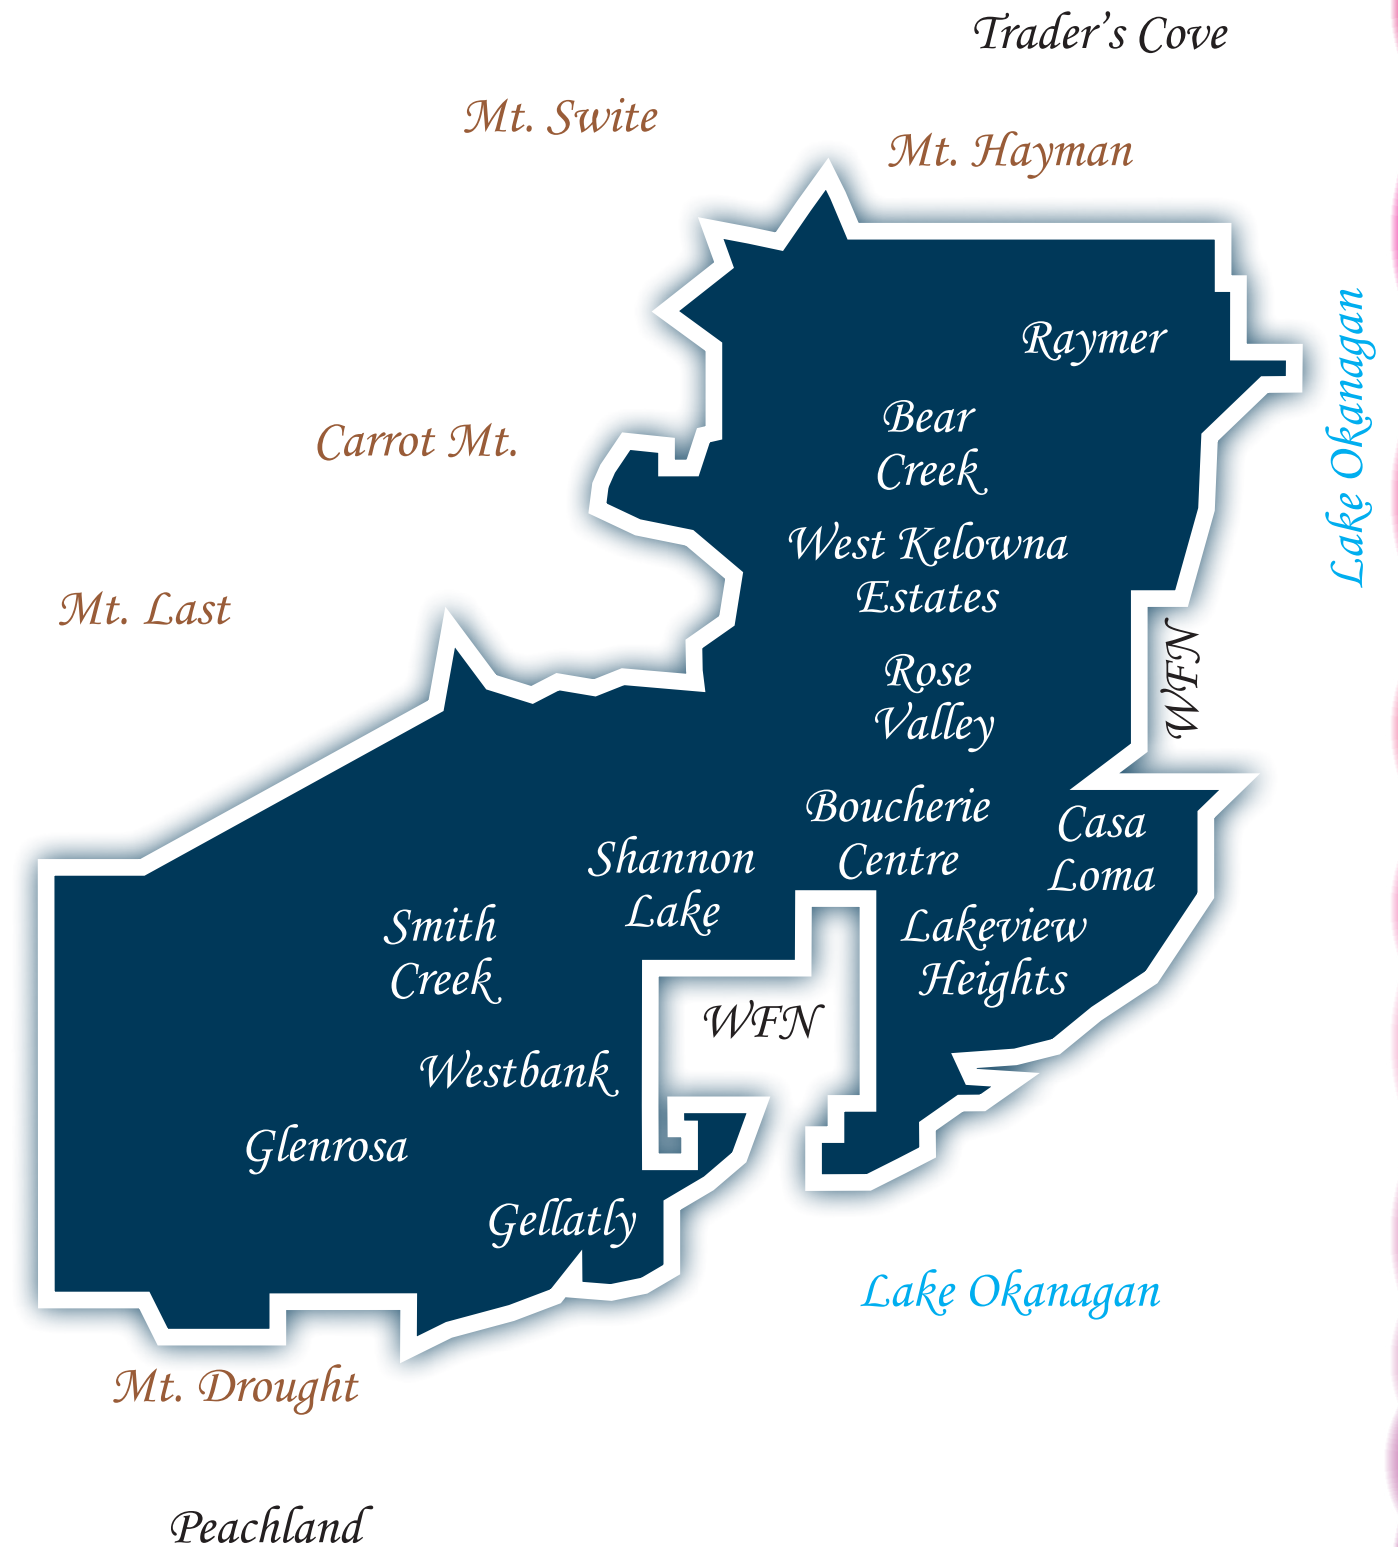 Trader's Cove
Mt. Swite
Mt. Hayman
Lake Okanagan
Raymer
Bear
Creek
Carrot Mt.
West Kelowna
Estates
Mt. Last
WFN
Rose
Valley
Boucherie
Centre
Casa
Loma
Shannon
Lake
Smith
Creek
Lakeview
Heights
WFN
Westbank
Glenrosa
Gellatly
Lake Okanagan
Mt. Drought
Peachland